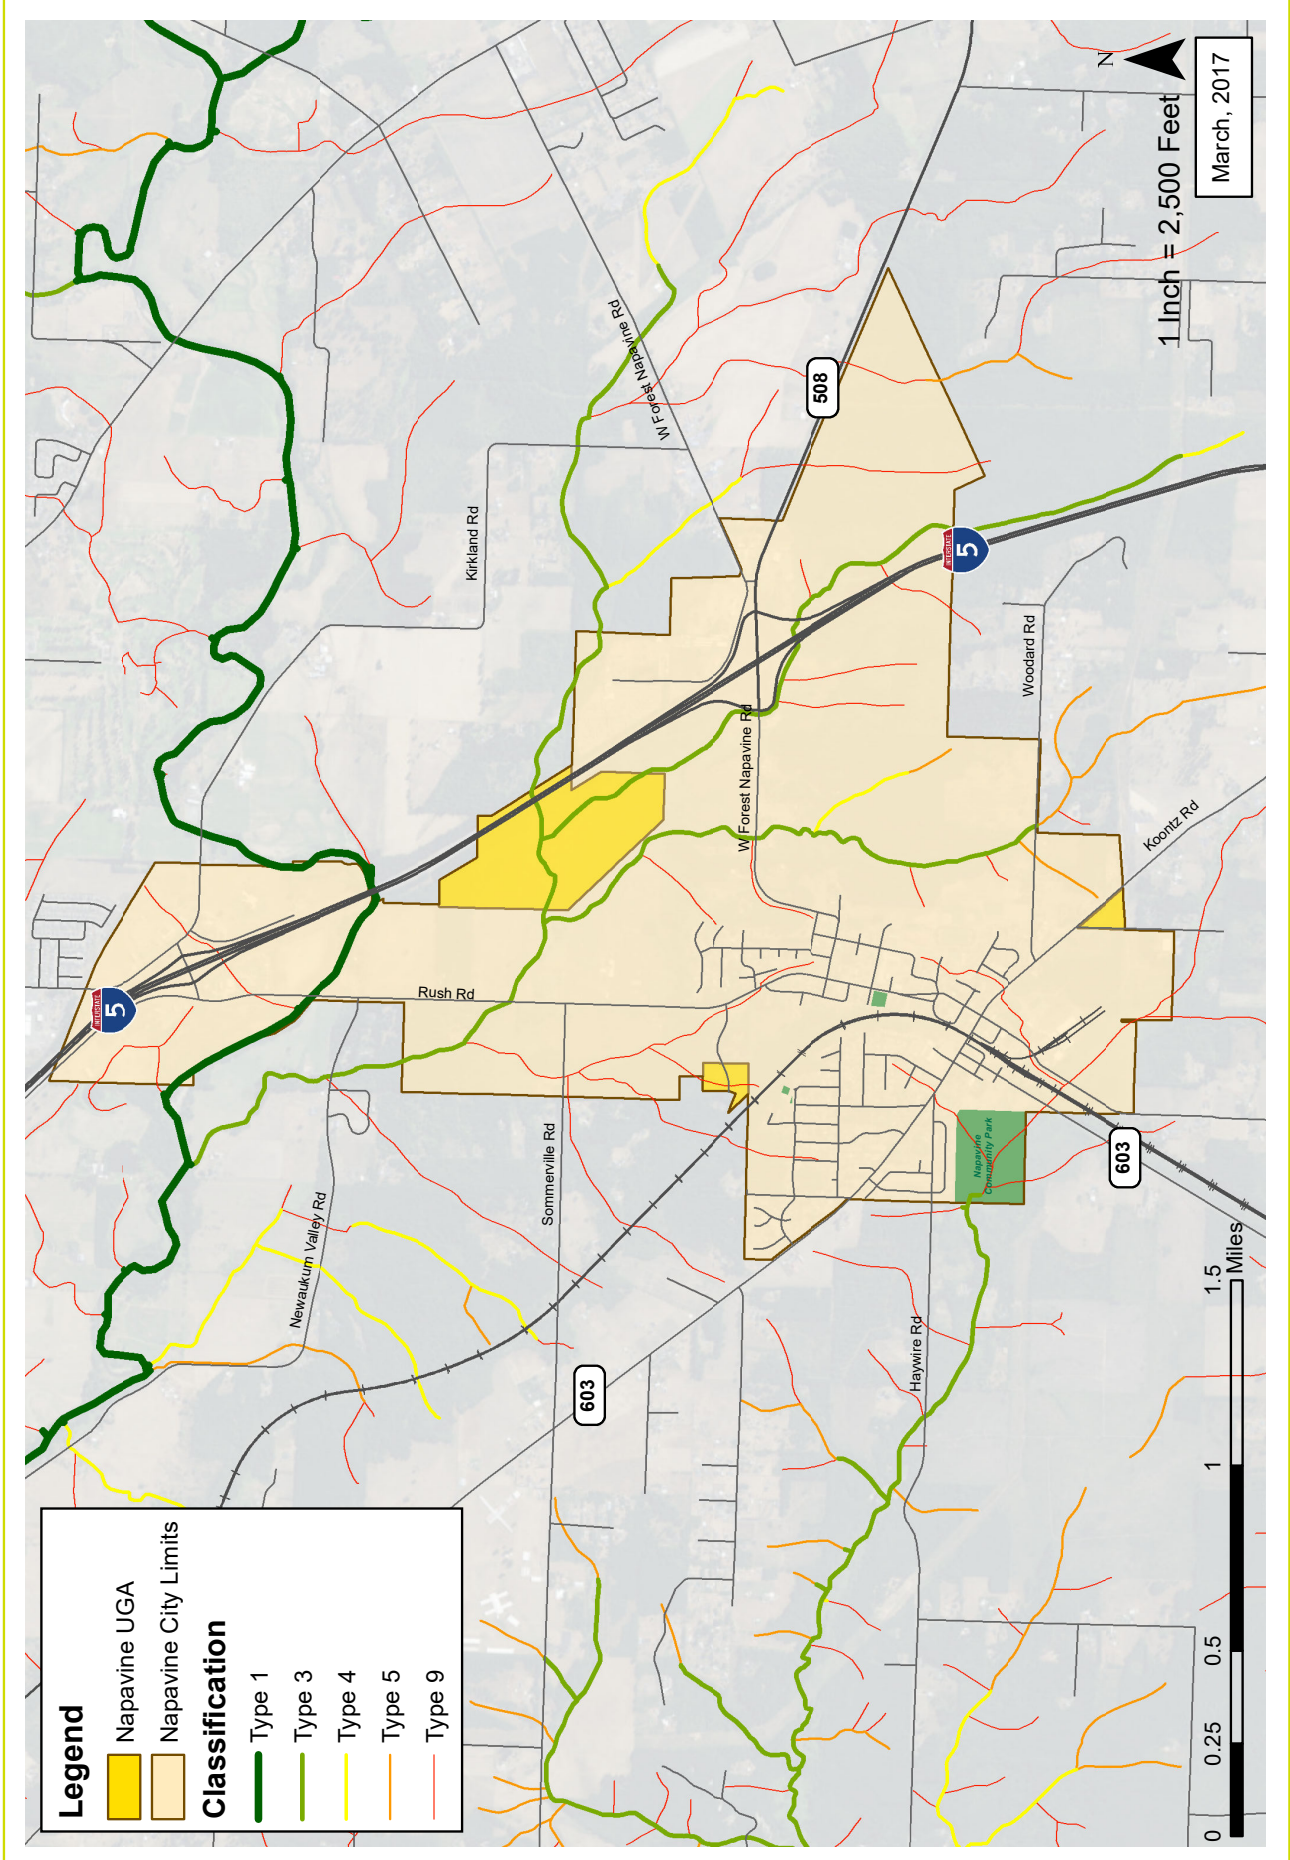 Legend
Napavine UGA
Napavine City Limits
Classification
Type 1
Type 3
Type 4
Type 5
Type 9
INTERSTATE
5
Rush Rd
Newaukum Valley Rd
Sommerville Rd
603
Kirkland Rd
W Forest Napavine Rd
W Forest Napavine Rd
508
INTERSTATE
5
Woodard Rd
Koontz Rd
Napavine
Community Park
603
Haywire Rd
0
0.25
0.5
1
1.5
Miles
N
1 Inch = 2,500 Feet
March, 2017